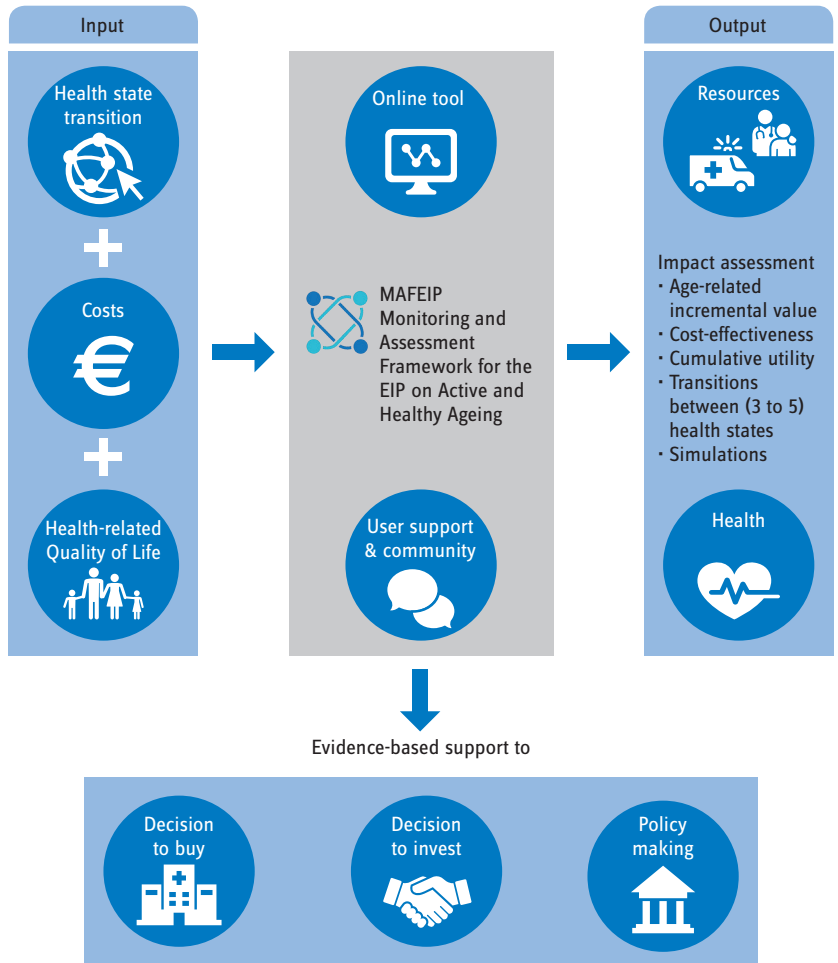 Input
Health state
transition
Costs
€
Health-related
Quality of Life
Online tool
MAFEIP
Monitoring and
Assessment
Framework for the
EIP on Active and
Healthy Ageing
User support
& community
Output
Resources
Impact assessment
· Age-related
incremental value
· Cost-effectiveness
· Cumulative utility
· Transitions
between (3 to 5)
health states
· Simulations
Health
Evidence-based support to
Decision
to buy
Decision
to invest
Policy
making